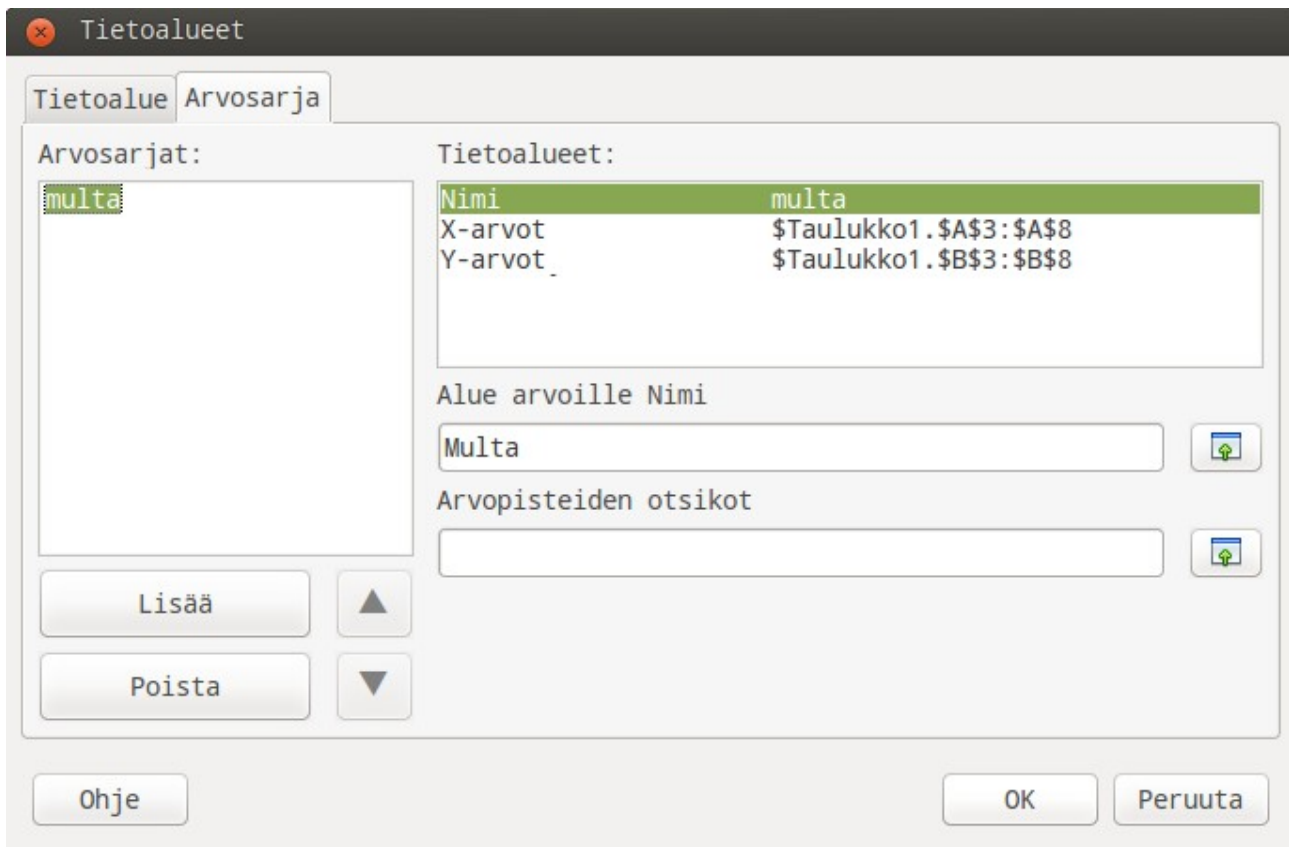 Tietoalueet
Tietoalue Arvosarja
Arvosarjat:
multa
Tietoalueet:
Nimi multa
X-arvot $Taulukko1.$A$3:$A$8
Y-arvot $Taulukko1.$B$3:$B$8
Alue arvoille Nimi
Multa
Arvopisteiden otsikot
Lisää
Poista
Ohje
OK Peruuta